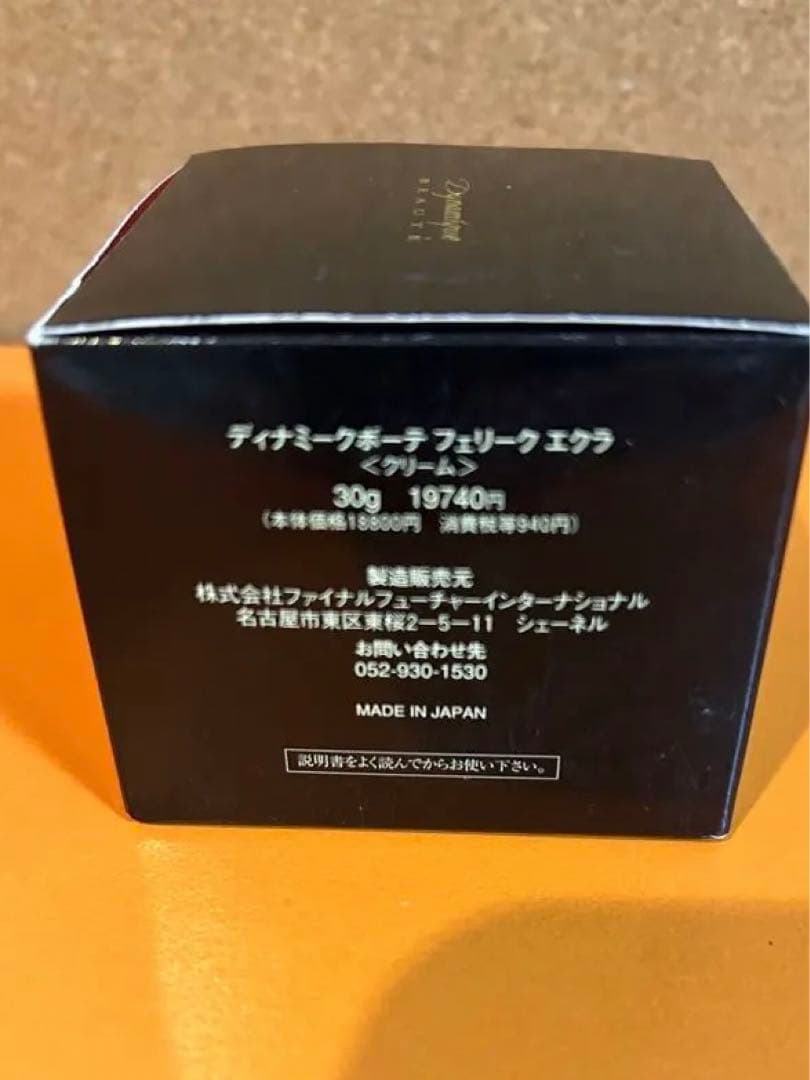 Dynamique
BEAUTÉ
ディナミークボーテ フェリーク エクラ
<クリーム>
30g 19740円
(本体価格18800円 消費税等940円)
製造販売元
株式会社ファイナルフューチャーインターナショナル
名古屋市東区東桜2-5-11 シェーネル
お問い合わせ先
052-930-1530
MADE IN JAPAN
説明書をよく読んでからお使い下さい。